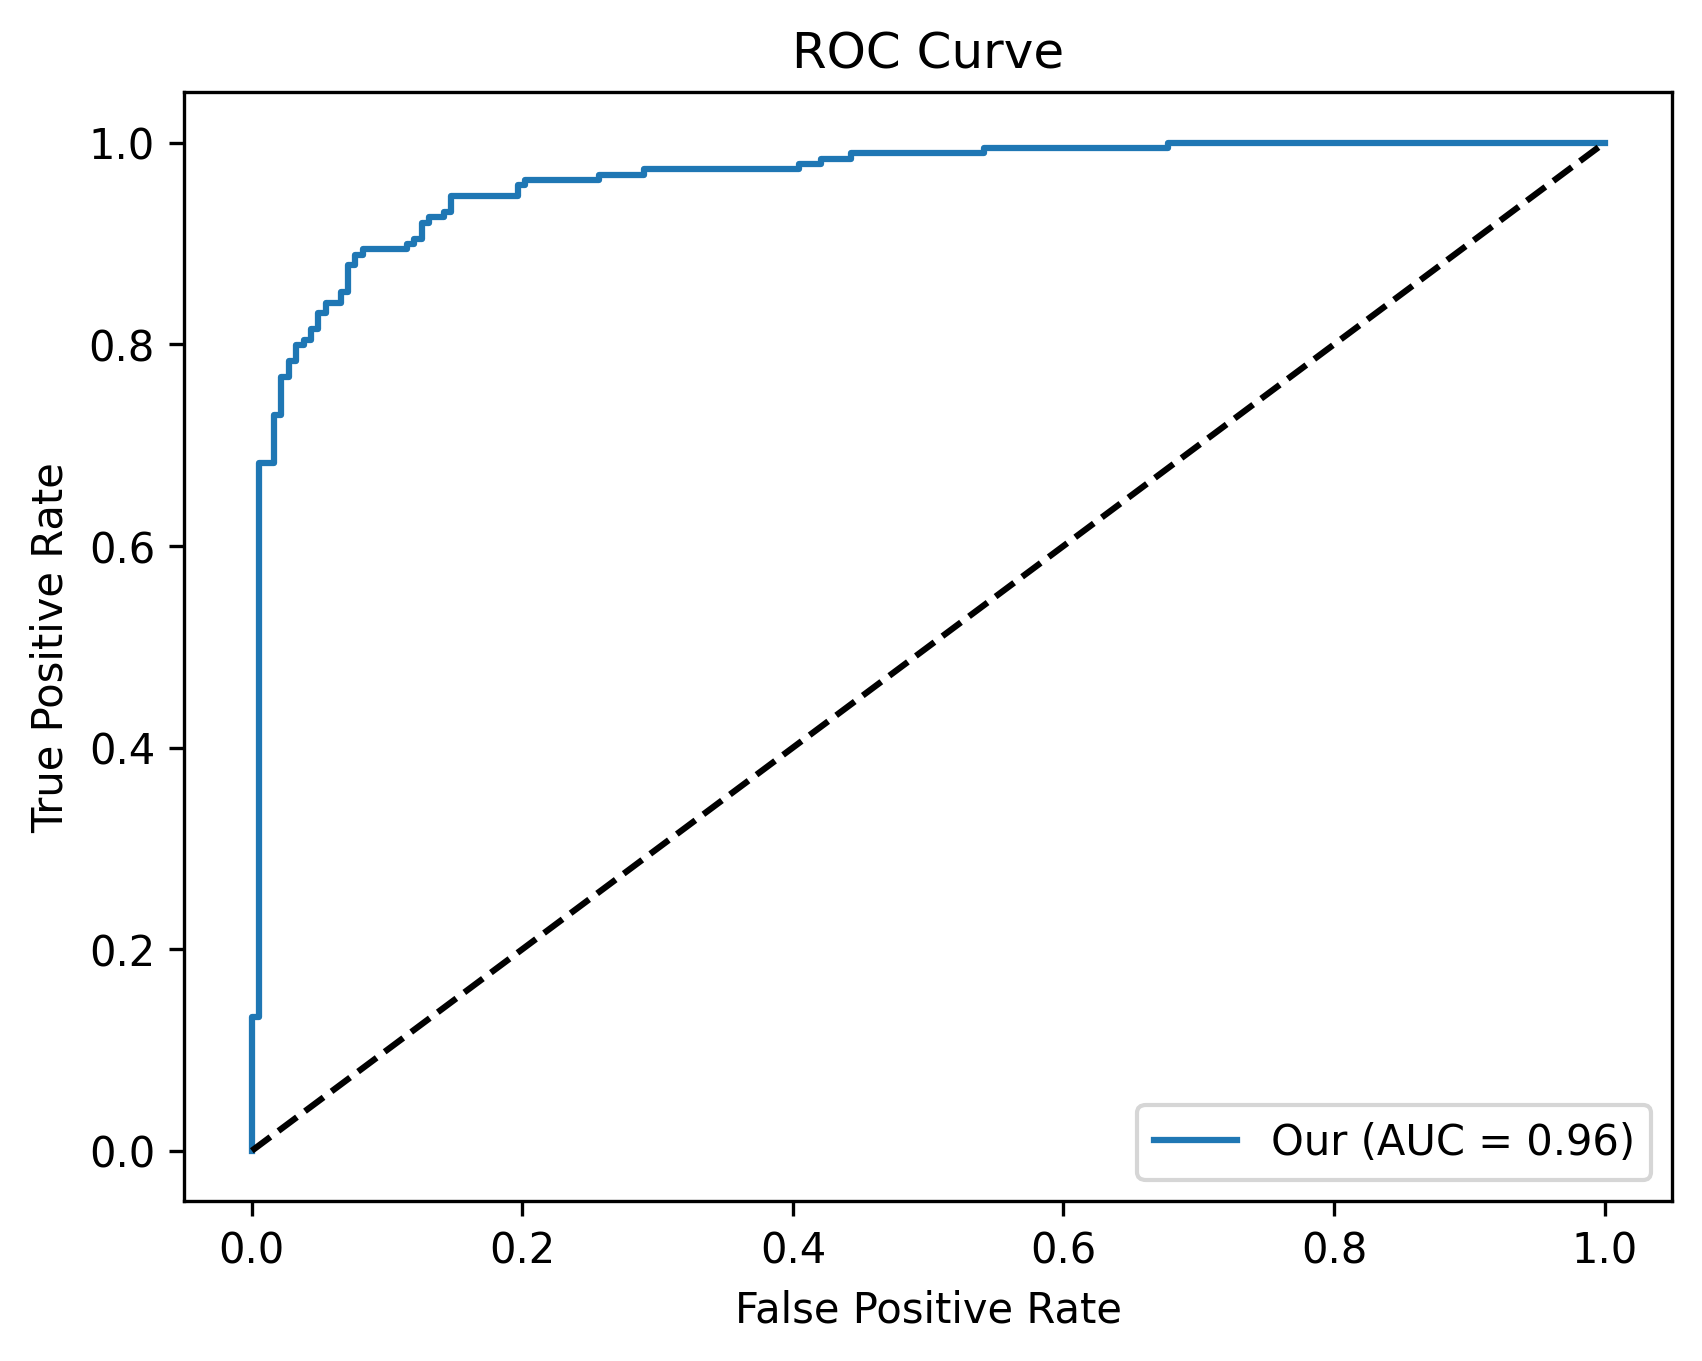 ROC Curve
True Positive Rate
1.0
0.8
0.6
0.4
0.2
0.0
Our (AUC = 0.96)
0.0 0.2 0.4 0.6 0.8 1.0
False Positive Rate